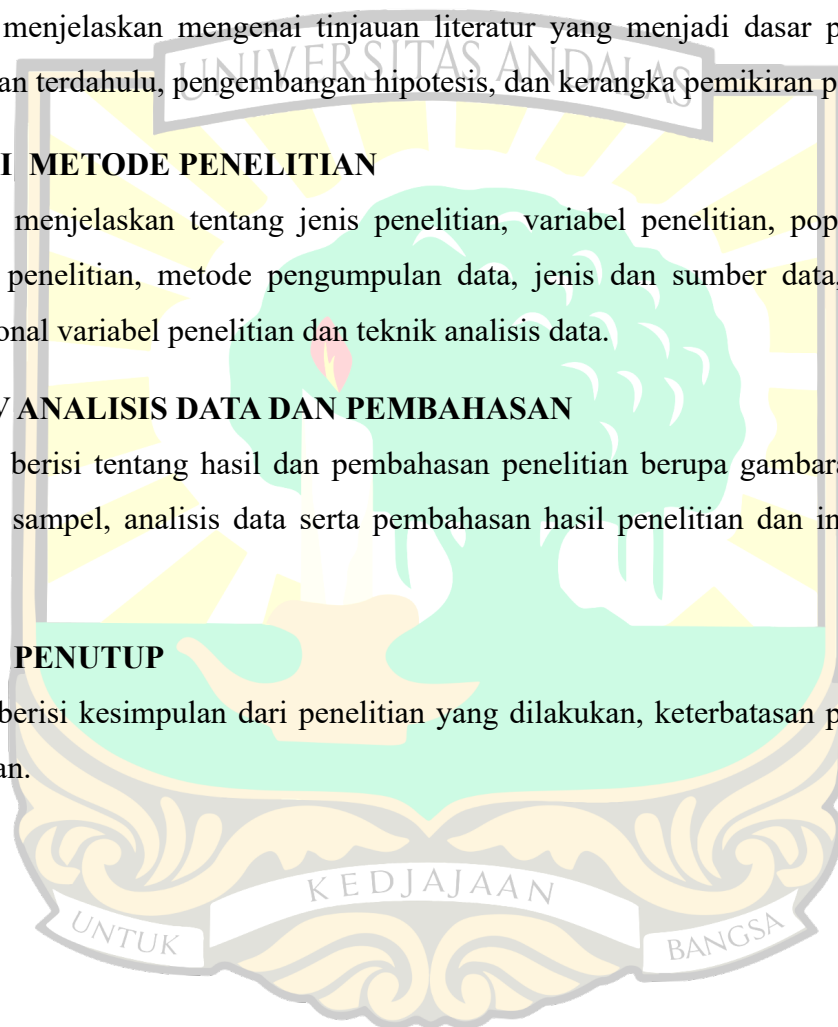 menjelaskan mengenai tinjauan literatur yang menjadi dasar p
an terdahulu, pengembangan hipotesis, dan kerangka pemikiran p
UNIVERSITAS ANDALAS
I METODE PENELITIAN
menjelaskan tentang jenis penelitian, variabel penelitian, pop
penelitian, metode pengumpulan data, jenis dan sumber data,
onal variabel penelitian dan teknik analisis data.
V ANALISIS DATA DAN PEMBAHASAN
berisi tentang hasil dan pembahasan penelitian berupa gambara
sampel, analisis data serta pembahasan hasil penelitian dan in
PENUTUP
berisi kesimpulan dari penelitian yang dilakukan, keterbatasan p
an.
UNTUK KEDJAJAAN BANGSA